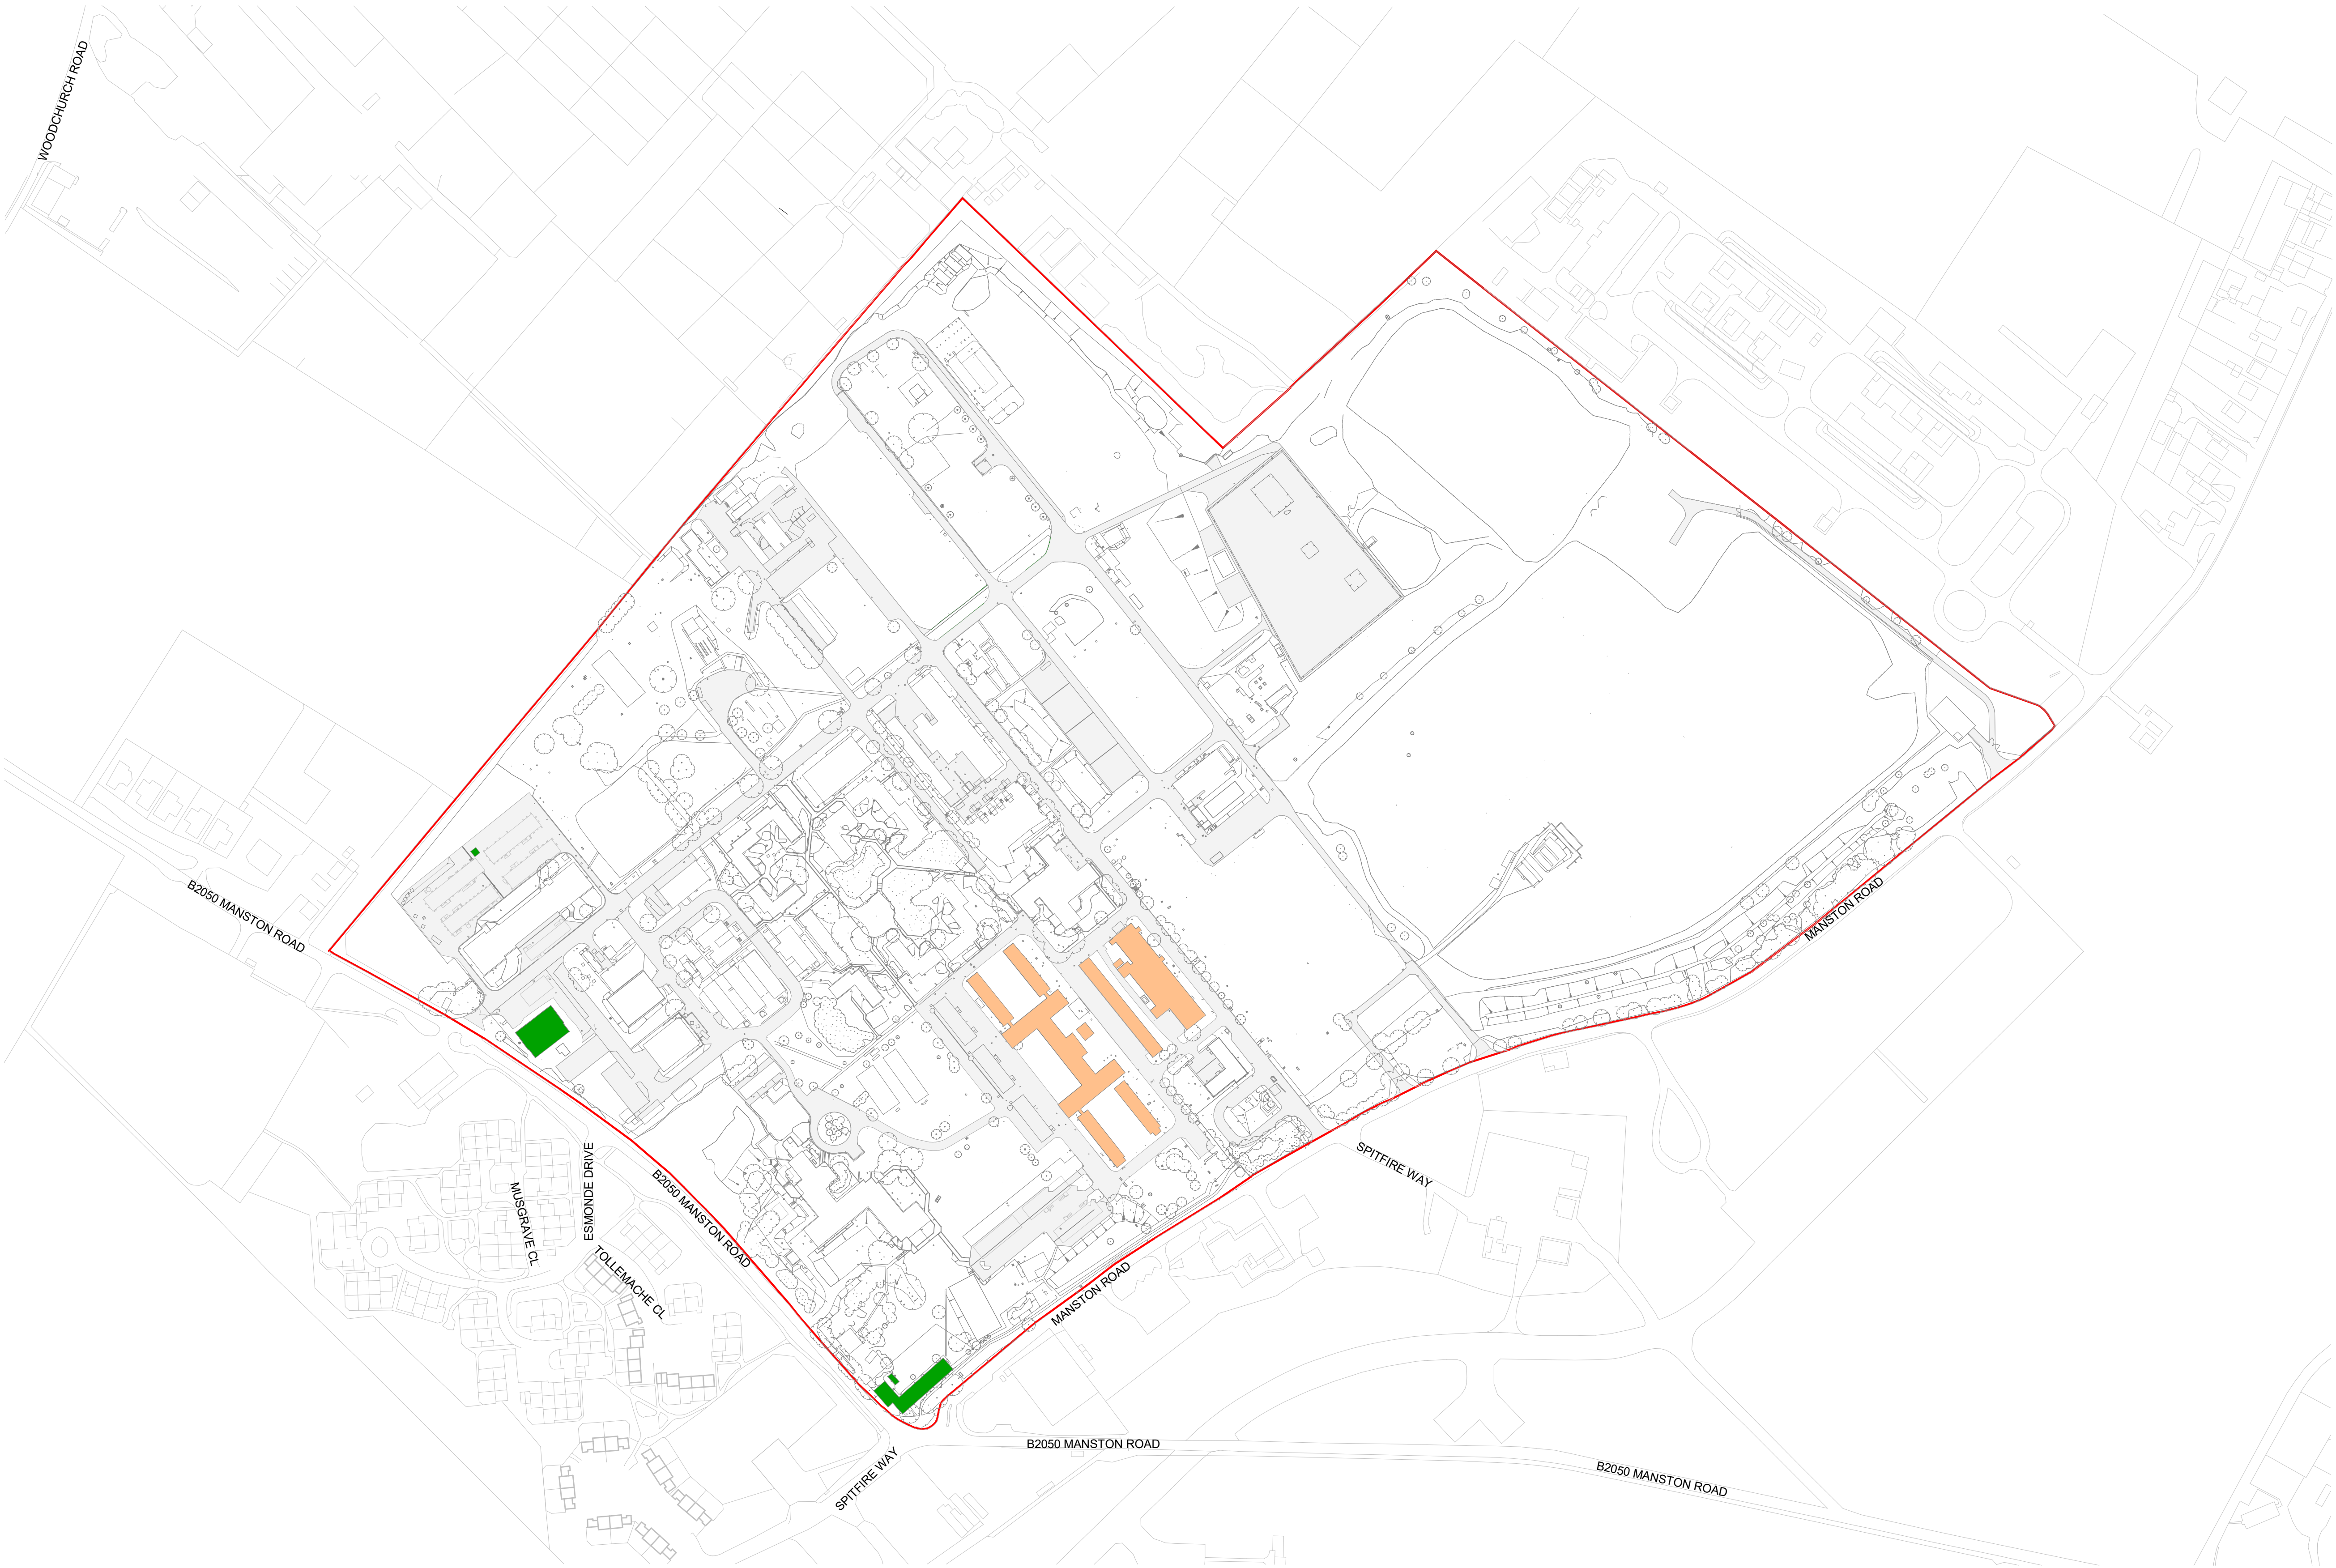 WOODCHURCH ROAD
B2050 MANSTON ROAD
MANSTON ROAD
SPITFIRE WAY
ESMONDE DRIVE
MUSGRAVE CL
B2050 MANSTON ROAD
TOLLEMACHE CL
MANSTON ROAD
B2050 MANSTON ROAD
SPITFIRE WAY
B2050 MANSTON ROAD